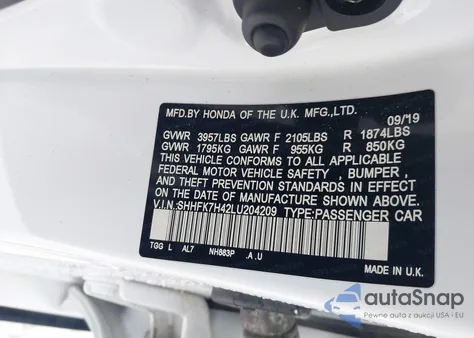 MFD.BY HONDA OF THE U.K. MFG.,LTD.
09/19
GVWR 3957LBS GAWR F 2105LBS R 1874LBS
GVWR 1795KG GAWR F 955KG R 850KG
THIS VEHICLE CONFORMS TO ALL APPLICABLE
FEDERAL MOTOR VEHICLE SAFETY , BUMPER,
AND THEFT PREVENTION STANDARDS IN EFFECT
ON THE DATE OF MANUFACTURE SHOWN ABOVE.
V.I.N:SHHFK7H42LU204209 TYPE:PASSENGER CAR
TGG L AL7 NH883P .A .U
MADE IN U.K.
autoSnap
Pewne auta z aukcji USA - EU